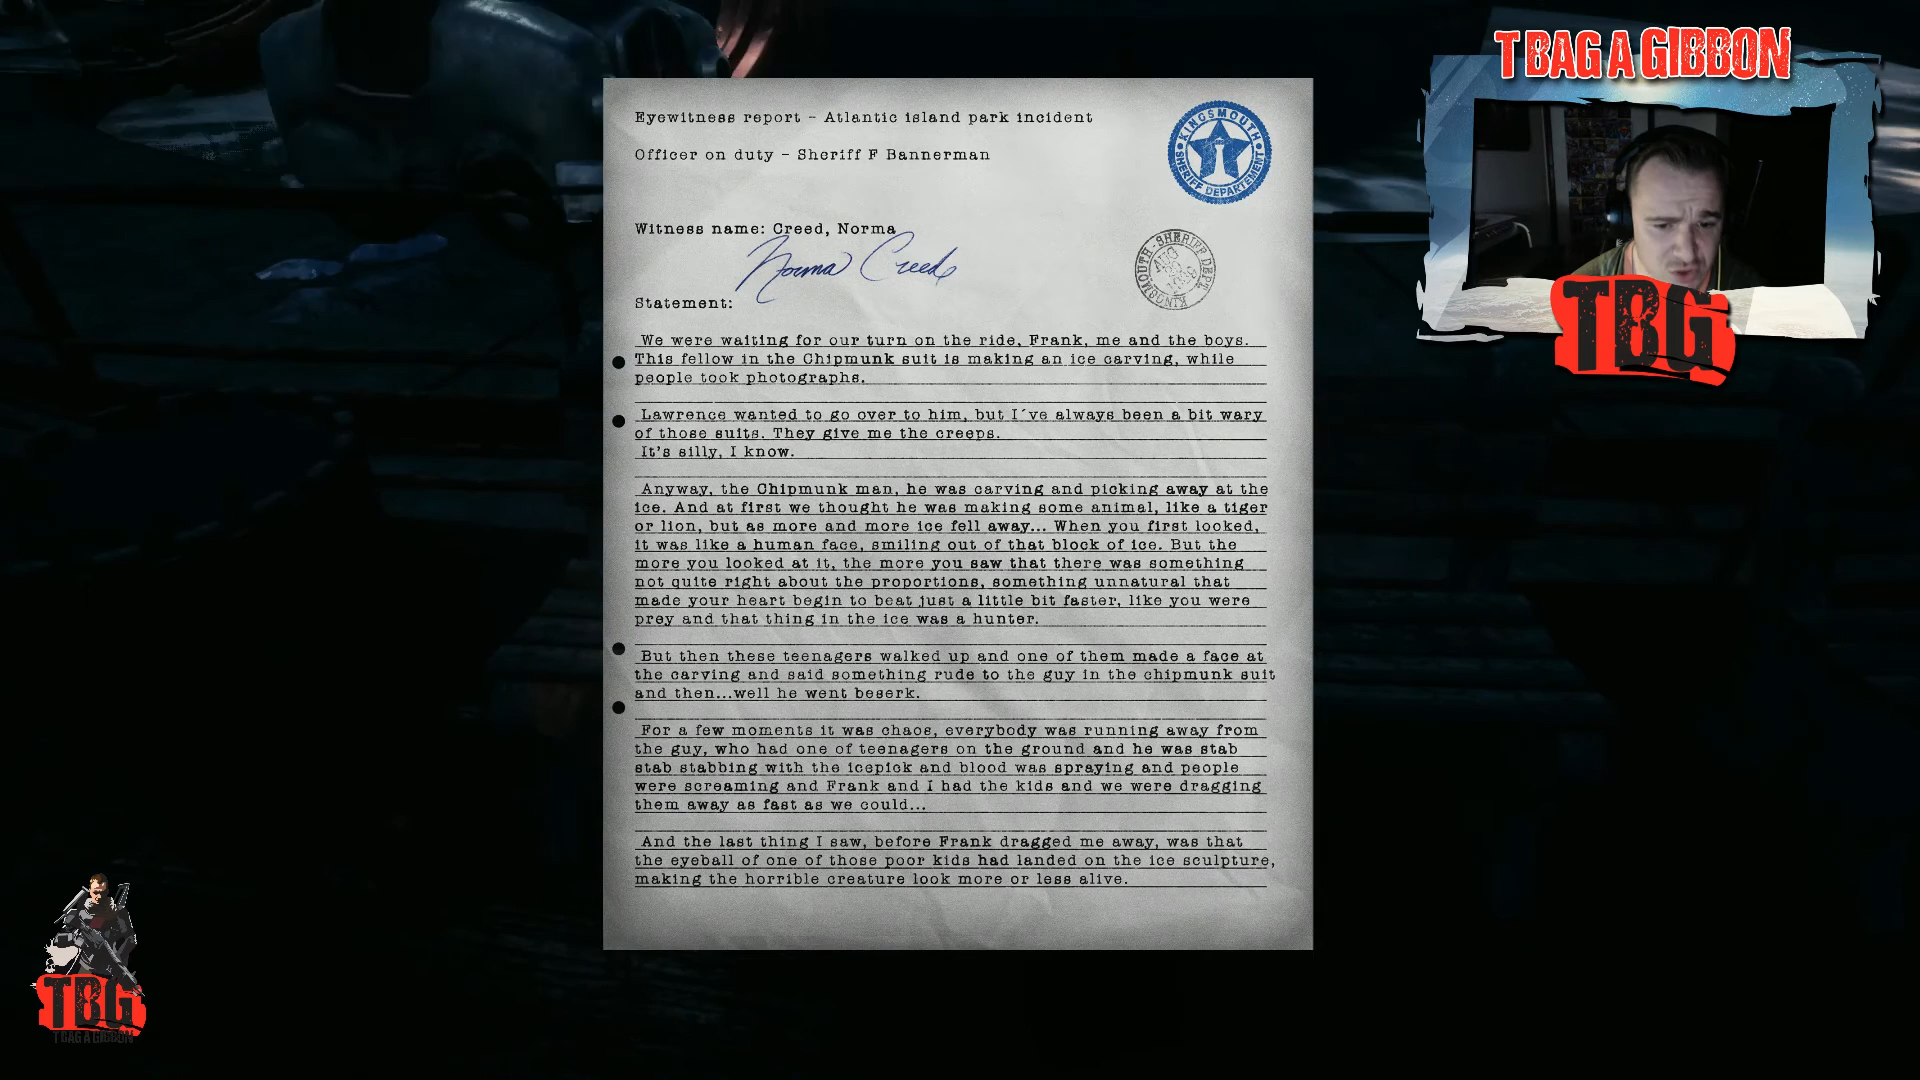 T BAG A GIBBON
TBG
Eyewitness report - Atlantic island park incident
Officer on duty - Sheriff F Bannerman
KINGSMOUTH
SHERIFF DEPARTEMENT
Witness name: Creed, Norma
Norma Creed
KINGSMOUTH - SHERIFF DEPT.
AUG
Statement:
We were waiting for our turn on the ride, Frank, me and the boys.
This fellow in the Chipmunk suit is making an ice carving, while
people took photographs.
Lawrence wanted to go over to him, but I´ve always been a bit wary
of those suits. They give me the creeps.
It's silly, I know.
Anyway, the Chipmunk man, he was carving and picking away at the
ice. And at first we thought he was making some animal, like a tiger
or lion, but as more and more ice fell away... When you first looked,
it was like a human face, smiling out of that block of ice. But the
more you looked at it, the more you saw that there was something
not quite right about the proportions, something unnatural that
made your heart begin to beat just a little bit faster, like you were
prey and that thing in the ice was a hunter.
But then these teenagers walked up and one of them made a face at
the carving and said something rude to the guy in the chipmunk suit
and then...well he went beserk.
For a few moments it was chaos, everybody was running away from
the guy, who had one of teenagers on the ground and he was stab
stab stabbing with the icepick and blood was spraying and people
were screaming and Frank and I had the kids and we were dragging
them away as fast as we could...
And the last thing I saw, before Frank dragged me away, was that
the eyeball of one of those poor kids had landed on the ice sculpture,
making the horrible creature look more or less alive.
TBG
T BAG A GIBBON